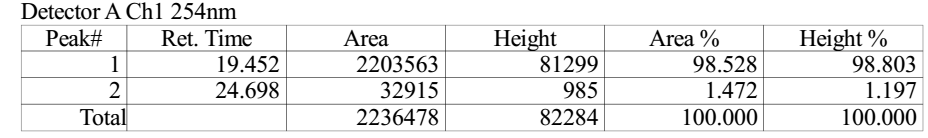 Detector A Ch1 254nm
Peak# Ret. Time Area Height Area % Height %
1 19.452 2203563 81299 98.528 98.803
2 24.698 32915 985 1.472 1.197
Total 2236478 82284 100.000 100.000